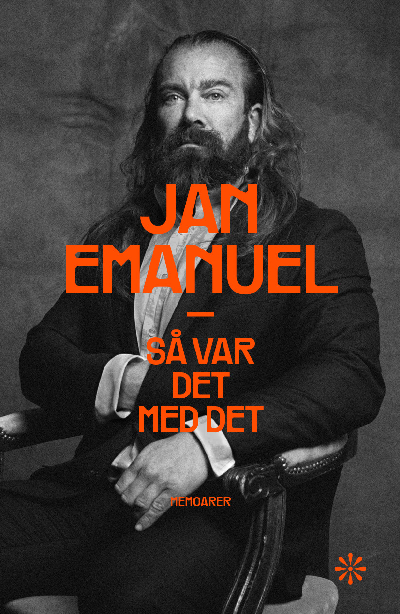 JAN
EMANUEL
–
SÅ VAR
DET
MED DET
MEMOARER